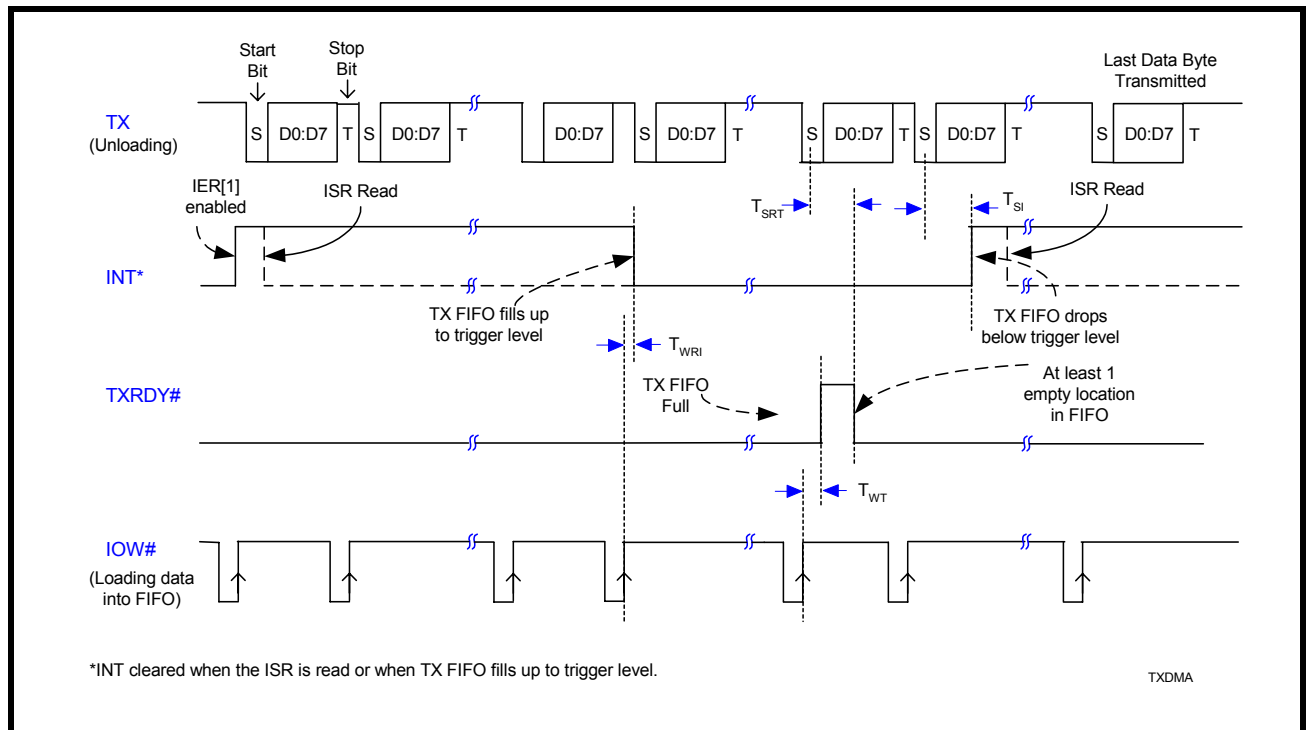 Start
Bit
Stop
Bit
Last Data Byte
Transmitted
TX
(Unloading)
S D0:D7 T S D0:D7 T D0:D7 S D0:D7 T S D0:D7 T S D0:D7 T S D0:D7 T
IER[1]
enabled
ISR Read
TSRT
TSI
ISR Read
INT*
TX FIFO fills up
to trigger level
TX FIFO drops
below trigger level
TWRI
TXRDY#
TX FIFO
Full
At least 1
empty location
in FIFO
TWT
IOW#
(Loading data
into FIFO)
*INT cleared when the ISR is read or when TX FIFO fills up to trigger level.
TXDMA